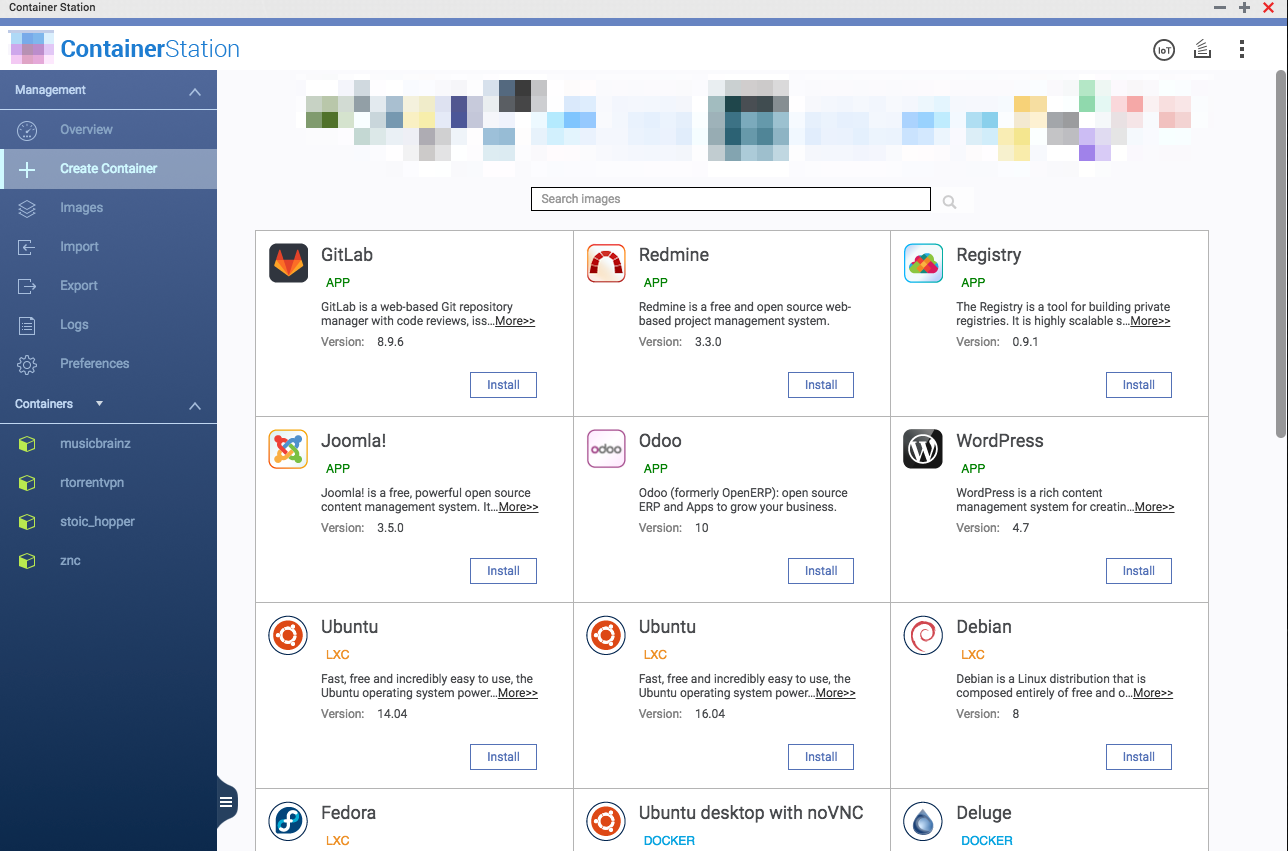 Container Station
ContainerStation
IoT
Management
Overview
Create Container
Images
Import
Export
Logs
Preferences
Containers
musicbrainz
rtorrentvpn
stoic_hopper
znc
Search images
GitLab
APP
GitLab is a web-based Git repository
manager with code reviews, iss...More>>
Version: 8.9.6
Install
Redmine
APP
Redmine is a free and open source web-
based project management system.
Version: 3.3.0
Install
Registry
APP
The Registry is a tool for building private
registries. It is highly scalable s...More>>
Version: 0.9.1
Install
Joomla!
APP
Joomla! is a free, powerful open source
content management system. It...More>>
Version: 3.5.0
Install
odoo
Odoo
APP
Odoo (formerly OpenERP): open source
ERP and Apps to grow your business.
Version: 10
Install
WordPress
APP
WordPress is a rich content
management system for creatin...More>>
Version: 4.7
Install
Ubuntu
LXC
Fast, free and incredibly easy to use, the
Ubuntu operating system power...More>>
Version: 14.04
Install
Ubuntu
LXC
Fast, free and incredibly easy to use, the
Ubuntu operating system power...More>>
Version: 16.04
Install
Debian
LXC
Debian is a Linux distribution that is
composed entirely of free and o...More>>
Version: 8
Install
Fedora
LXC
Ubuntu desktop with noVNC
DOCKER
Deluge
DOCKER